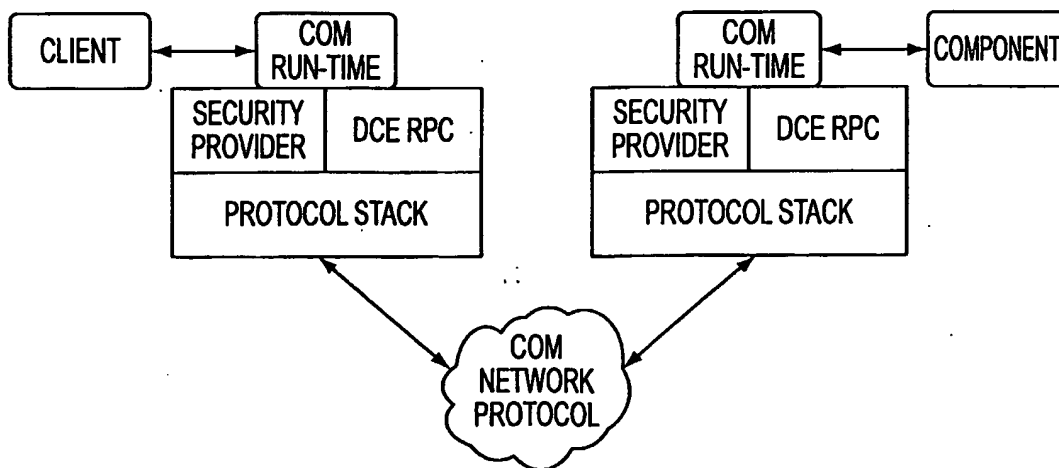 CLIENT
COM
RUN-TIME
SECURITY
PROVIDER
DCE RPC
PROTOCOL STACK
COM
RUN-TIME
COMPONENT
SECURITY
PROVIDER
DCE RPC
PROTOCOL STACK
COM
NETWORK
PROTOCOL